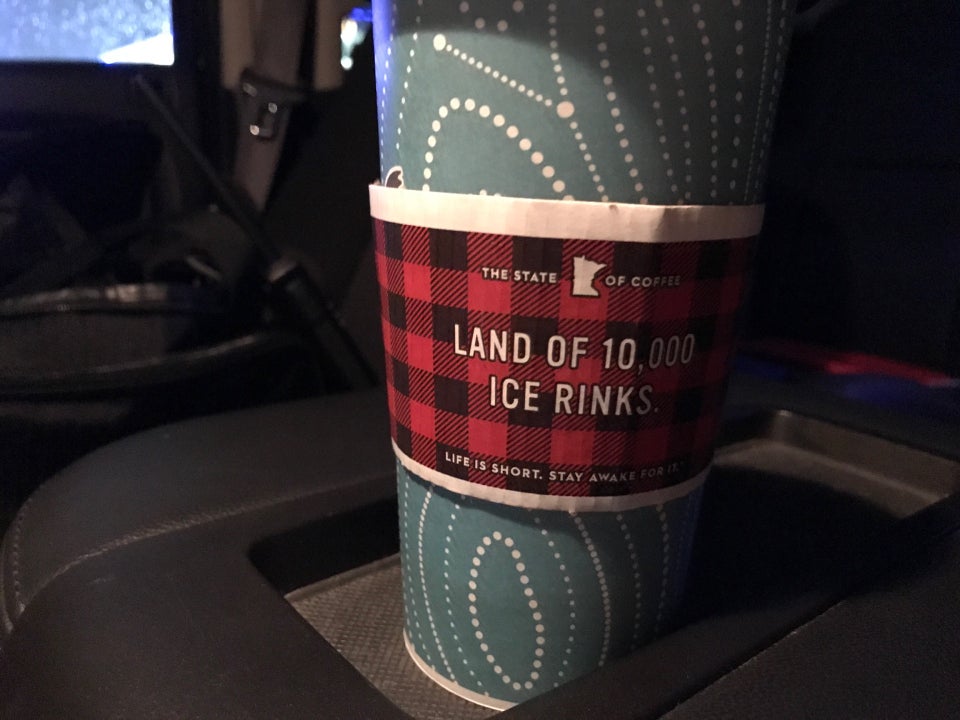 THE STATE OF COFFEE
LAND OF 10,000
ICE RINKS.
LIFE IS SHORT. STAY AWAKE FOR IT.